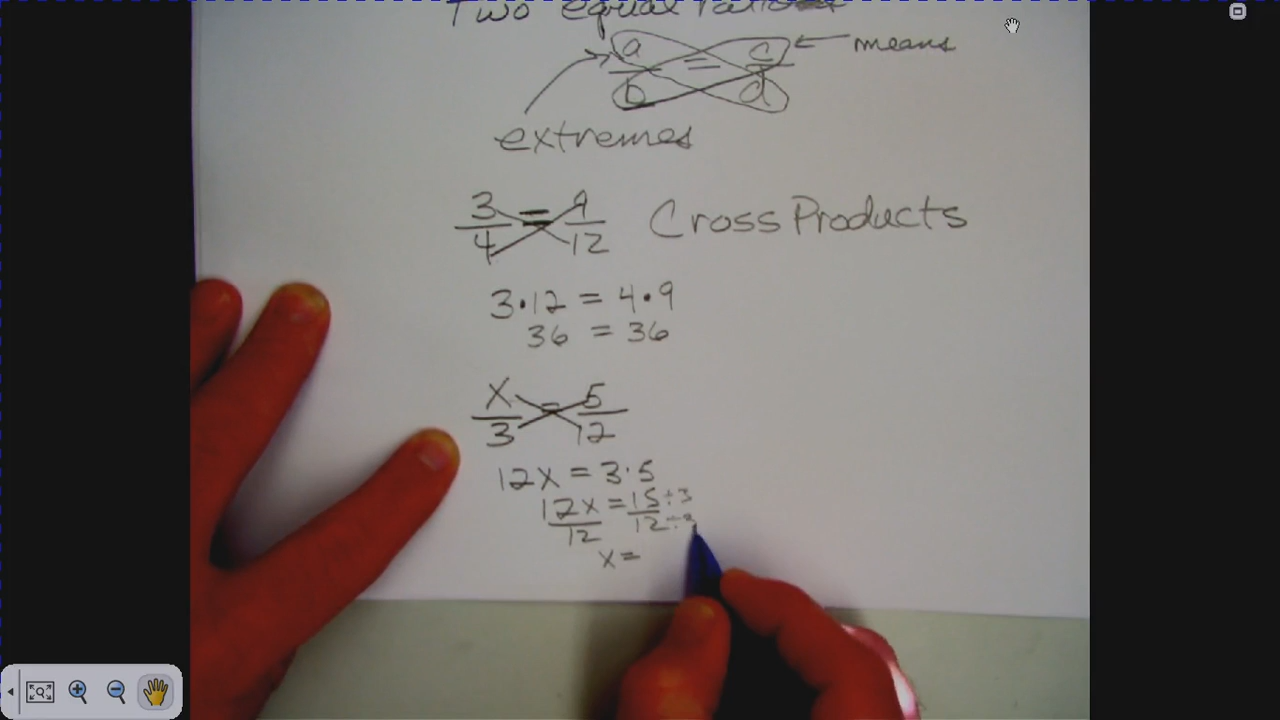 Two equal ratios
a = c ← means
b d
extremes
3 = 9 Cross Products
4 12
3·12 = 4·9
36 = 36
x = 5
3 12
12x = 3·5
12x = 15 ÷3
12 12 ÷3
x =